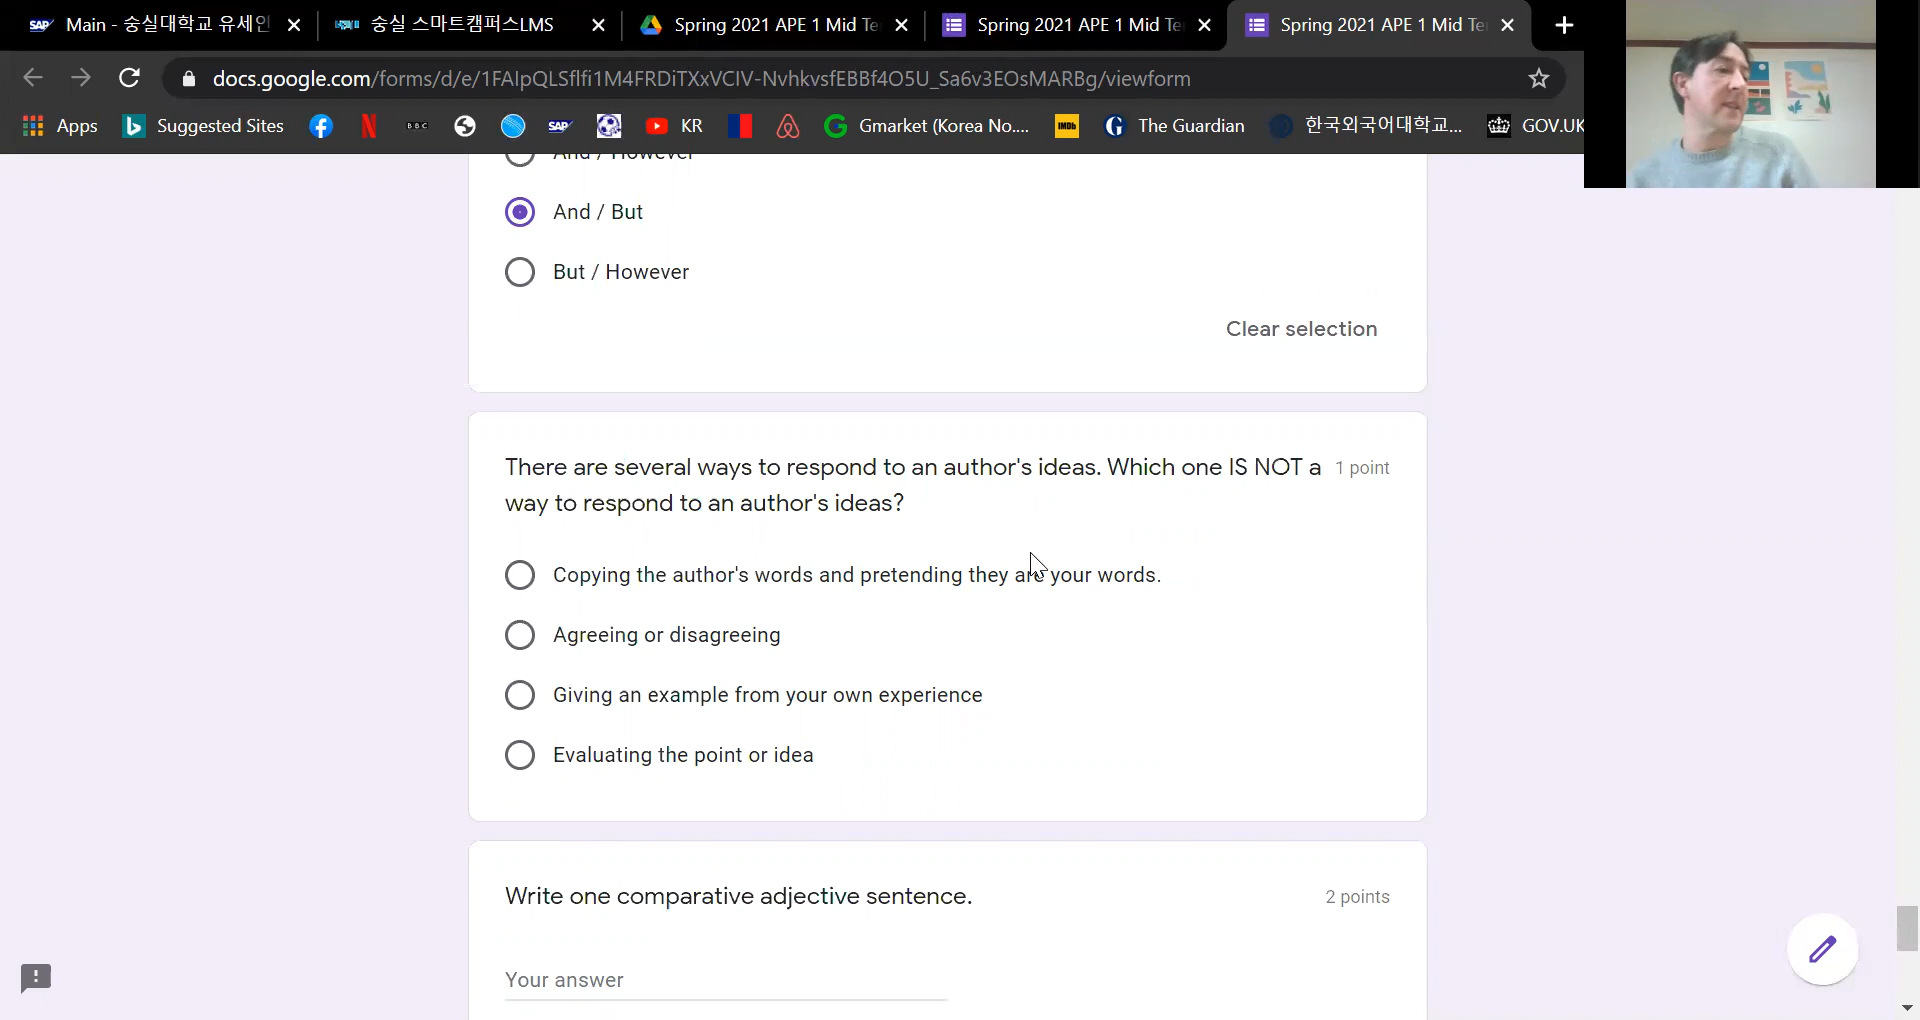 SAP Main - 숭실대학교 유세인
숭실 스마트캠퍼스LMS
Spring 2021 APE 1 Mid Te
Spring 2021 APE 1 Mid Te
Spring 2021 APE 1 Mid Te
docs.google.com/forms/d/e/1FAIpQLSflfi1M4FRDiTXxVCIV-NvhkvsfEBBf4O5U_Sa6v3EOsMARBg/viewform
Apps Suggested Sites N BBC SAP KR Gmarket (Korea No.... IMDb The Guardian 한국외국어대학교... GOV.UK
And / However
And / But
But / However
Clear selection
There are several ways to respond to an author's ideas. Which one IS NOT a 1 point
way to respond to an author's ideas?
Copying the author's words and pretending they are your words.
Agreeing or disagreeing
Giving an example from your own experience
Evaluating the point or idea
Write one comparative adjective sentence. 2 points
Your answer